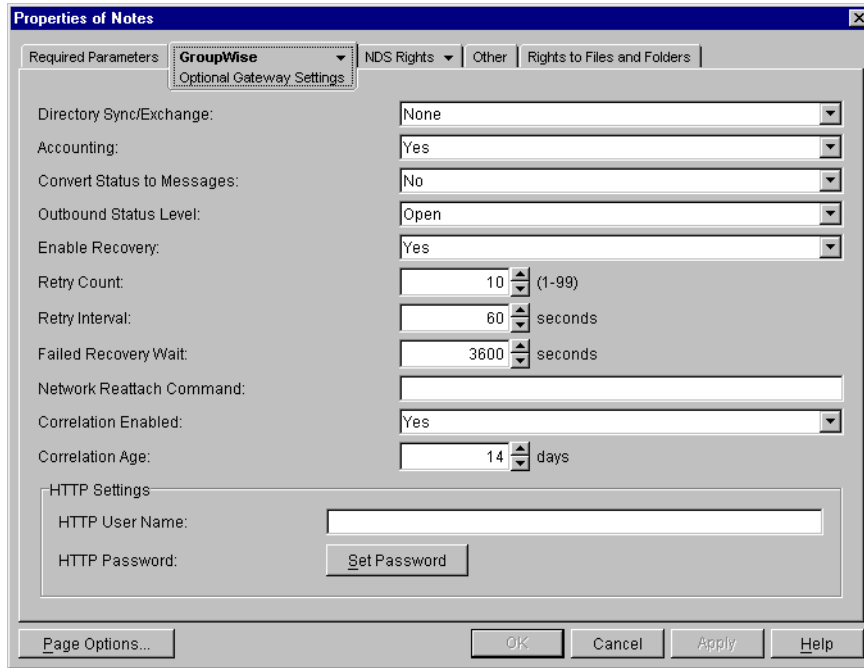 Properties of Notes
Required Parameters GroupWise NDS Rights Other Rights to Files and Folders
Optional Gateway Settings
Directory Sync/Exchange: None
Accounting: Yes
Convert Status to Messages: No
Outbound Status Level: Open
Enable Recovery: Yes
Retry Count: 10 (1-99)
Retry Interval: 60 seconds
Failed Recovery Wait: 3600 seconds
Network Reattach Command:
Correlation Enabled: Yes
Correlation Age: 14 days
HTTP Settings
HTTP User Name:
HTTP Password: Set Password
Page Options... OK Cancel Apply Help